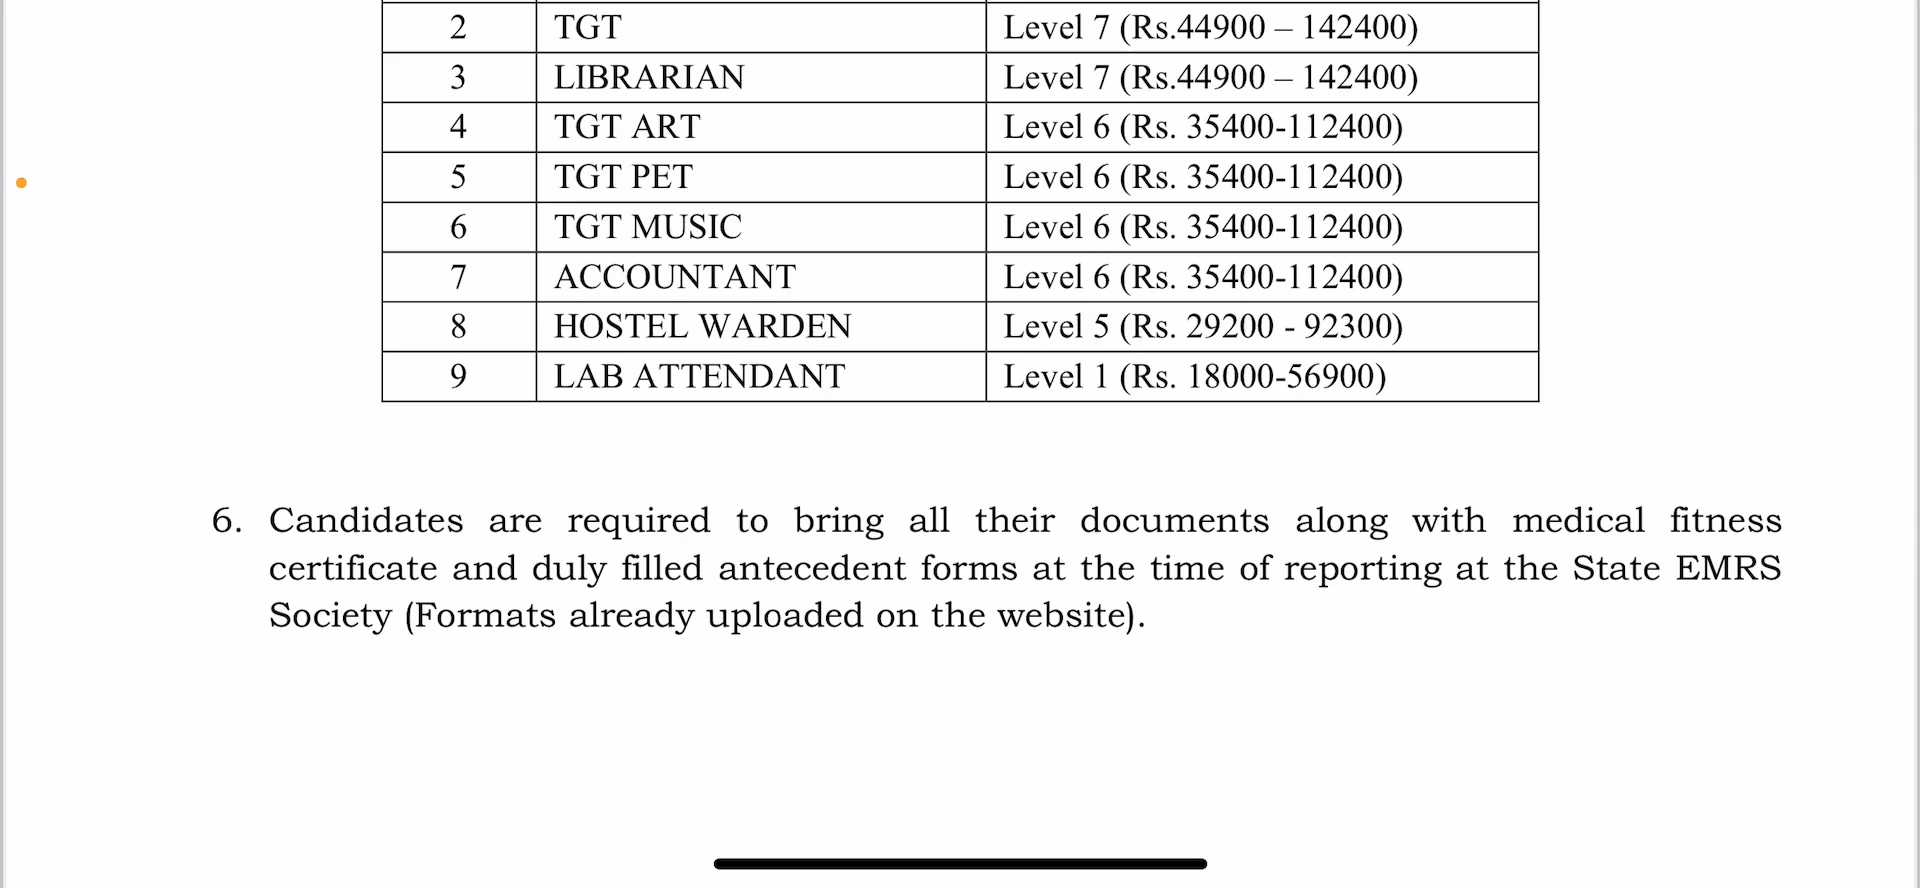 2 TGT Level 7 (Rs.44900 – 142400)
3 LIBRARIAN Level 7 (Rs.44900 – 142400)
4 TGT ART Level 6 (Rs. 35400-112400)
5 TGT PET Level 6 (Rs. 35400-112400)
6 TGT MUSIC Level 6 (Rs. 35400-112400)
7 ACCOUNTANT Level 6 (Rs. 35400-112400)
8 HOSTEL WARDEN Level 5 (Rs. 29200 - 92300)
9 LAB ATTENDANT Level 1 (Rs. 18000-56900)
6. Candidates are required to bring all their documents along with medical fitness
certificate and duly filled antecedent forms at the time of reporting at the State EMRS
Society (Formats already uploaded on the website).